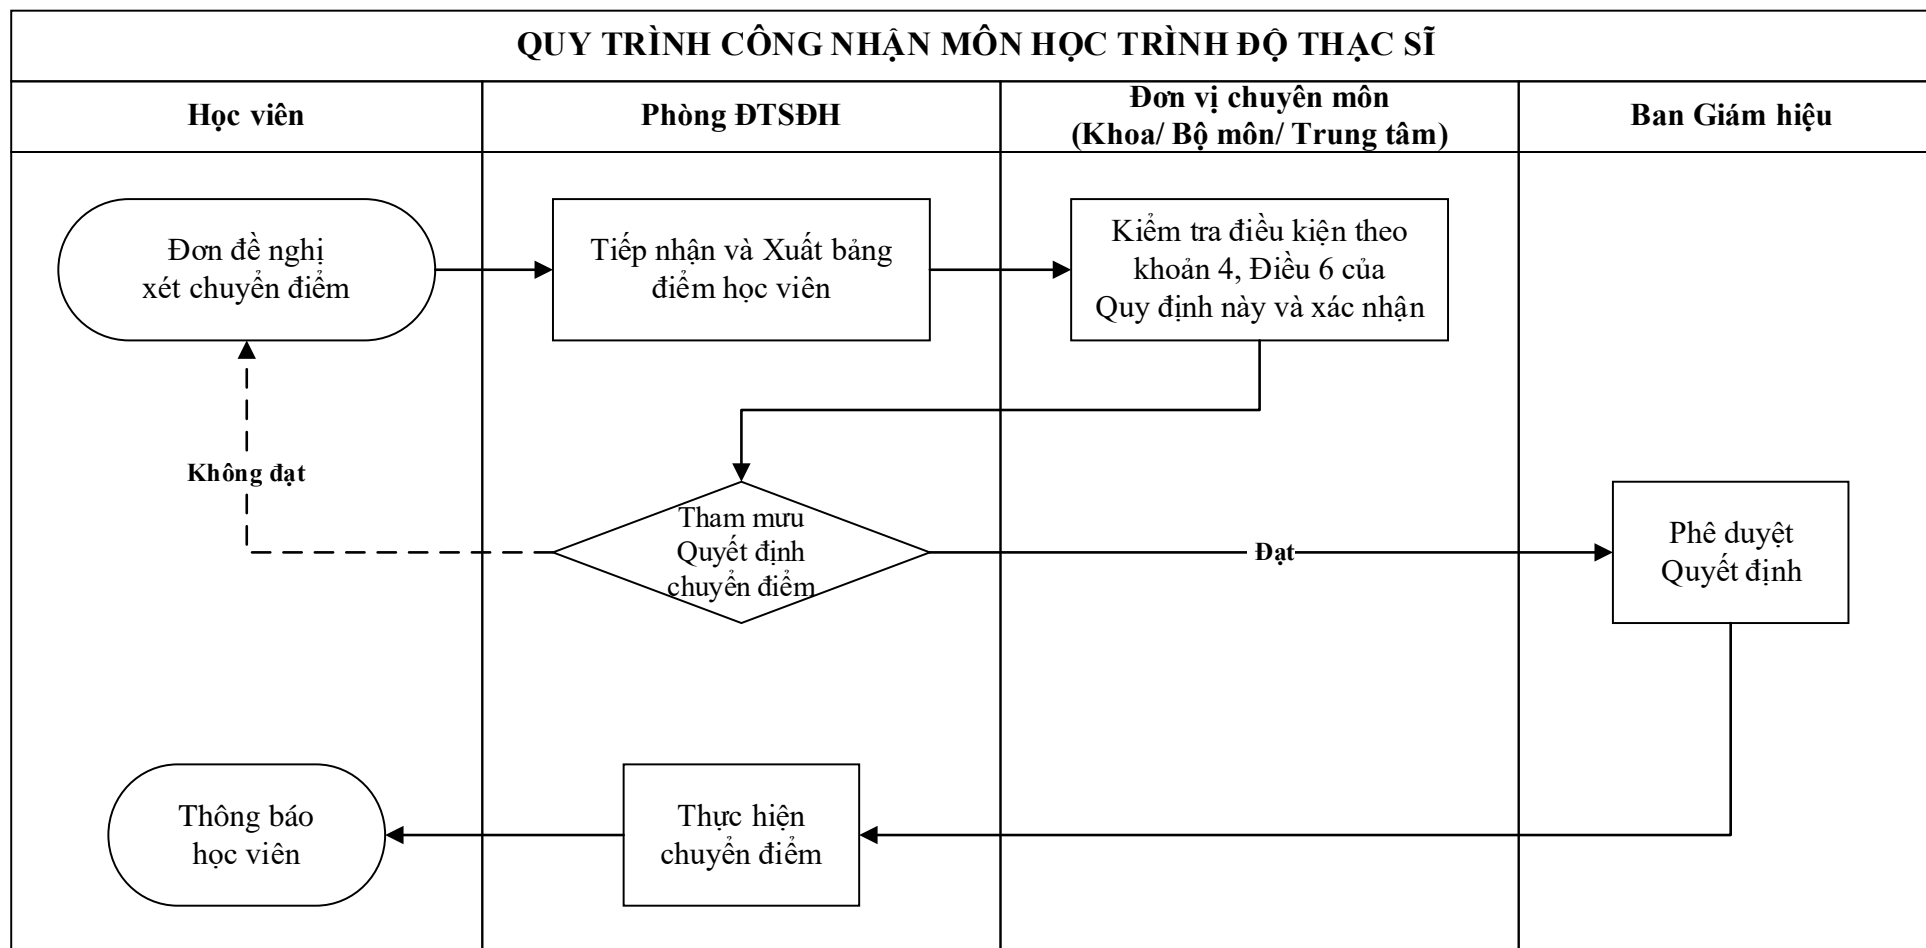 QUY TRÌNH CÔNG NHẬN MÔN HỌC TRÌNH ĐỘ THẠC SĨ
Học viên
Phòng ĐTSĐH
Đơn vị chuyên môn
(Khoa/ Bộ môn/ Trung tâm)
Ban Giám hiệu
Đơn đề nghị
xét chuyển điểm
Tiếp nhận và Xuất bảng
điểm học viên
Kiểm tra điều kiện theo
khoản 4, Điều 6 của
Quy định này và xác nhận
Không đạt
Tham mưu
Quyết định
chuyển điểm
Đạt
Phê duyệt
Quyết định
Thông báo
học viên
Thực hiện
chuyển điểm